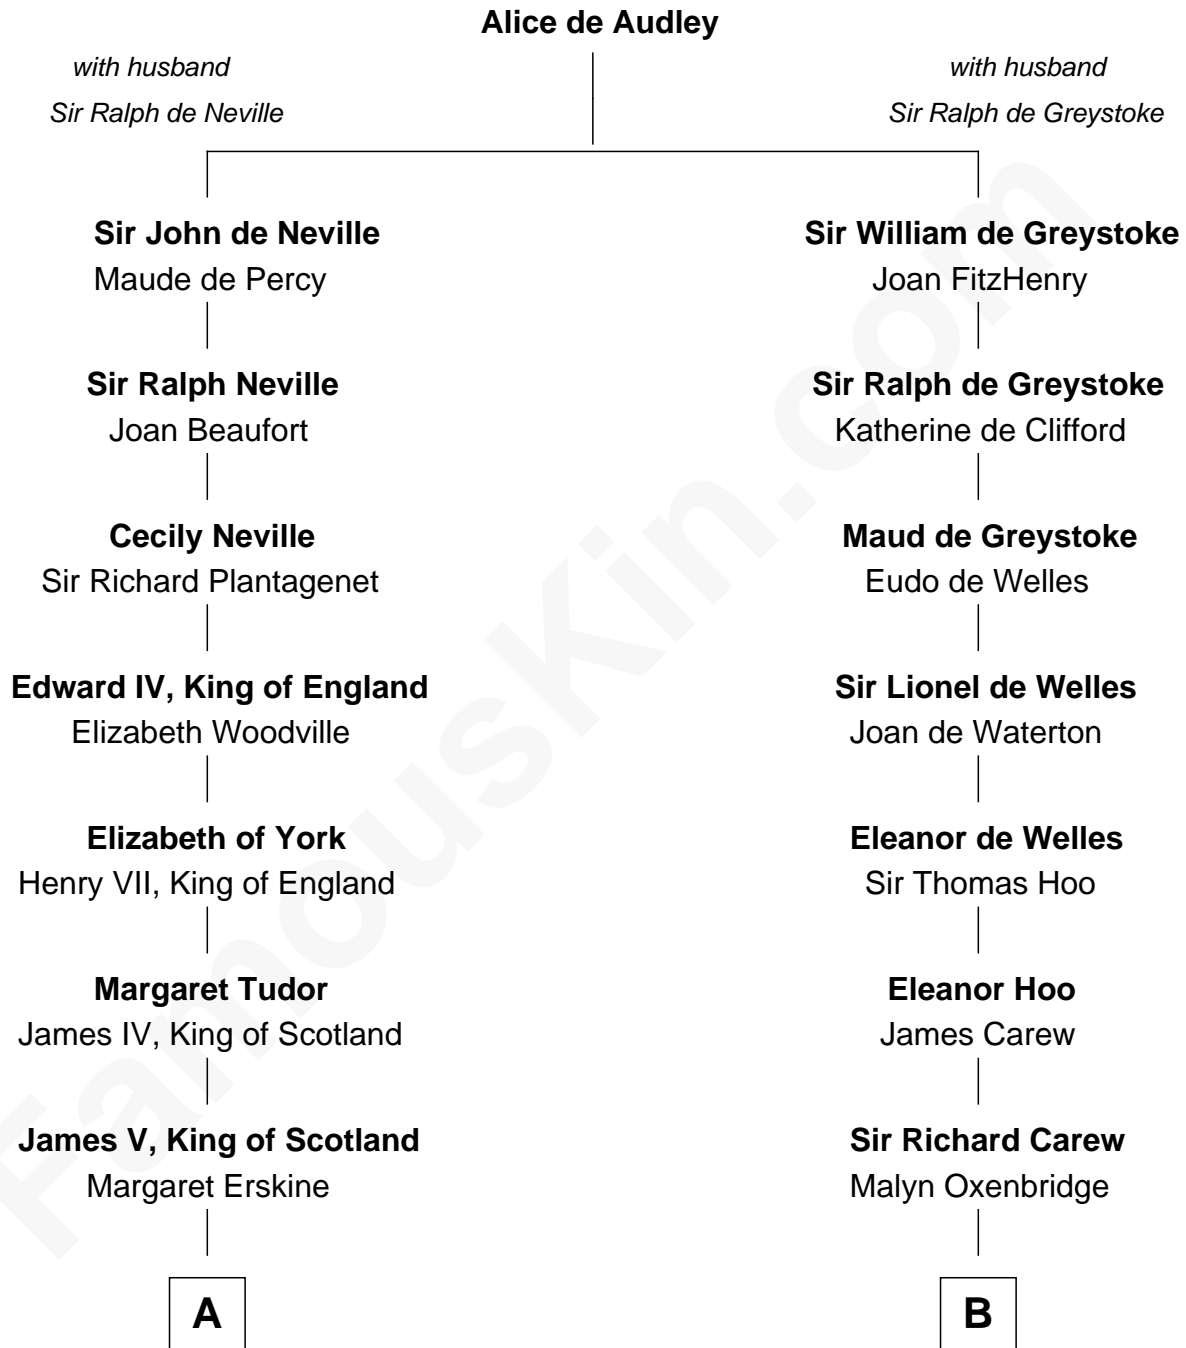 Alice de Audley
with husband
Sir Ralph de Neville
with husband
Sir Ralph de Greystoke
Sir John de Neville
Maude de Percy
Sir William de Greystoke
Joan FitzHenry
Sir Ralph Neville
Joan Beaufort
Sir Ralph de Greystoke
Katherine de Clifford
Cecily Neville
Sir Richard Plantagenet
Maud de Greystoke
Eudo de Welles
Edward IV, King of England
Elizabeth Woodville
Sir Lionel de Welles
Joan de Waterton
Elizabeth of York
Henry VII, King of England
Eleanor de Welles
Sir Thomas Hoo
Margaret Tudor
James IV, King of Scotland
Eleanor Hoo
James Carew
James V, King of Scotland
Margaret Erskine
Sir Richard Carew
Malyn Oxenbridge
A
B
FamousKin.com